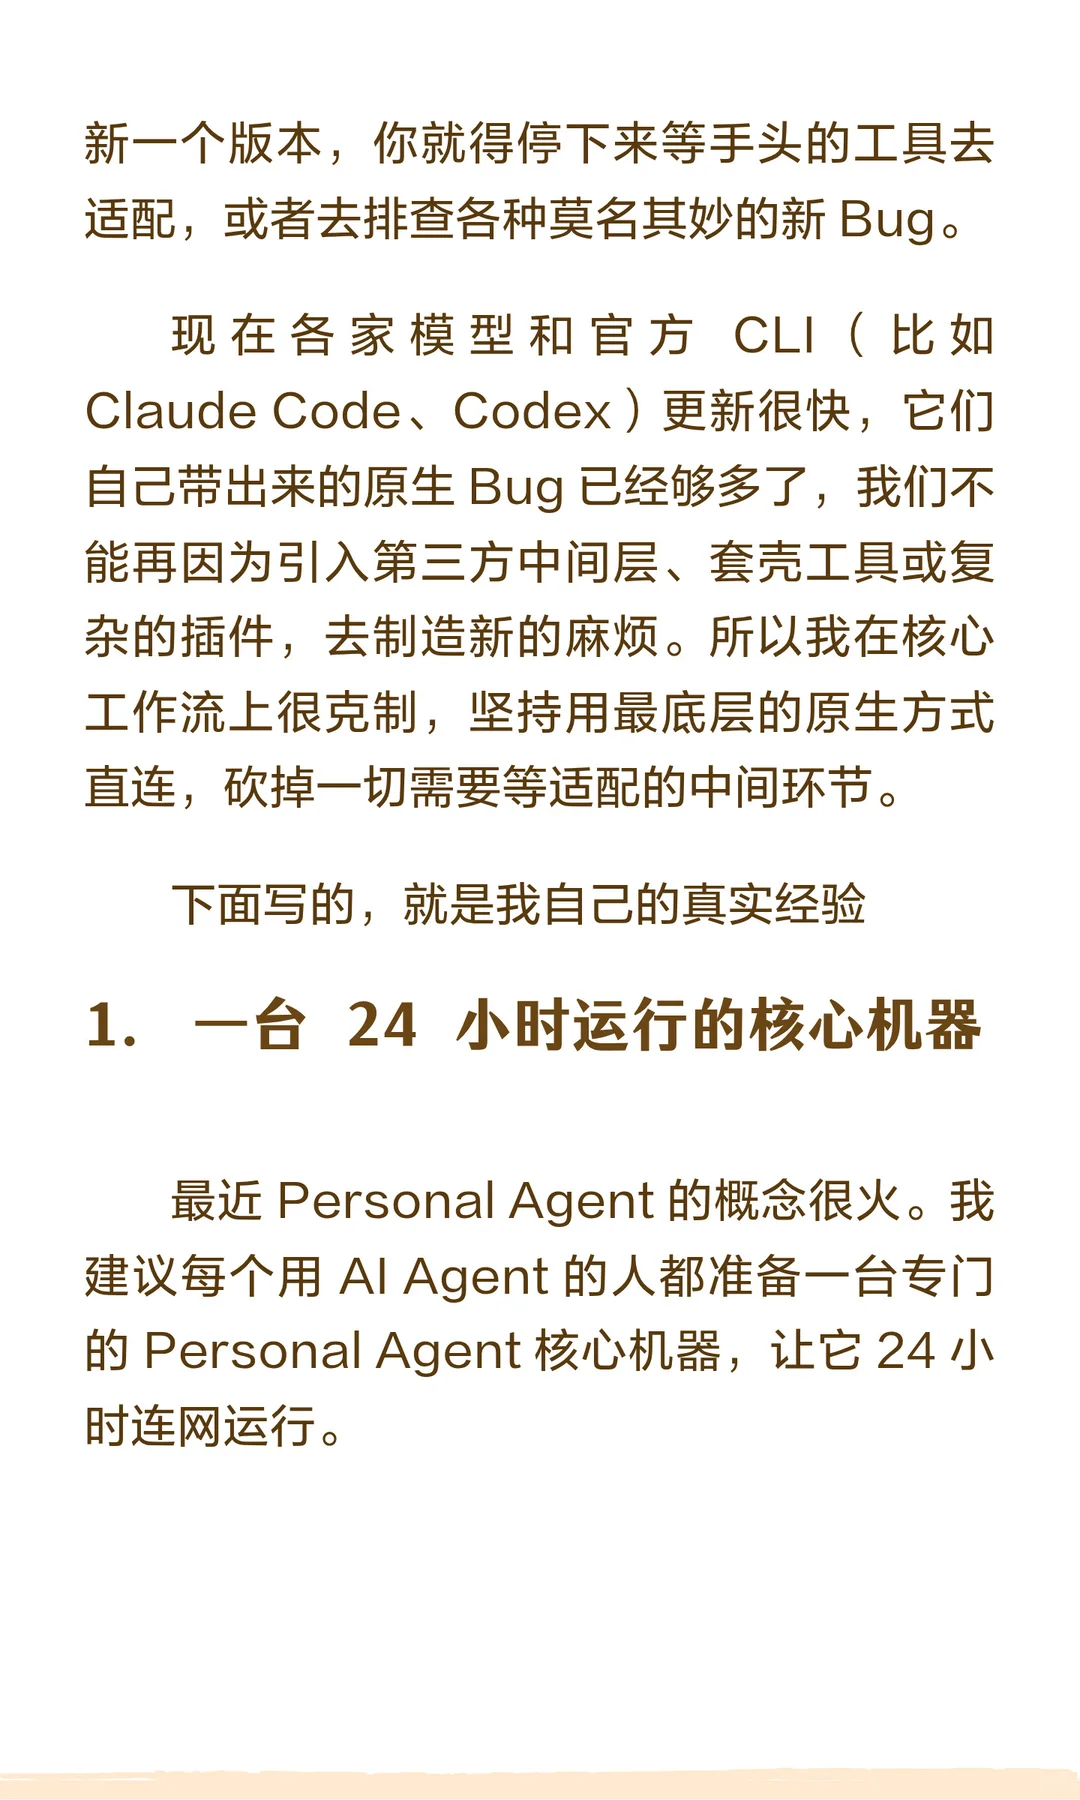 新一个版本，你就得停下来等手头的工具去
适配，或者去排查各种莫名其妙的新 Bug。
现在各家模型和官方 CLI（比如
Claude Code、Codex）更新很快，它们
自己带出来的原生 Bug 已经够多了，我们不
能再因为引入第三方中间层、套壳工具或复
杂的插件，去制造新的麻烦。所以我在核心
工作流上很克制，坚持用最底层的原生方式
直连，砍掉一切需要等适配的中间环节。
下面写的，就是我自己的真实经验
1. 一台 24 小时运行的核心机器
最近 Personal Agent 的概念很火。我
建议每个用 AI Agent 的人都准备一台专门
的 Personal Agent 核心机器，让它 24 小
时连网运行。